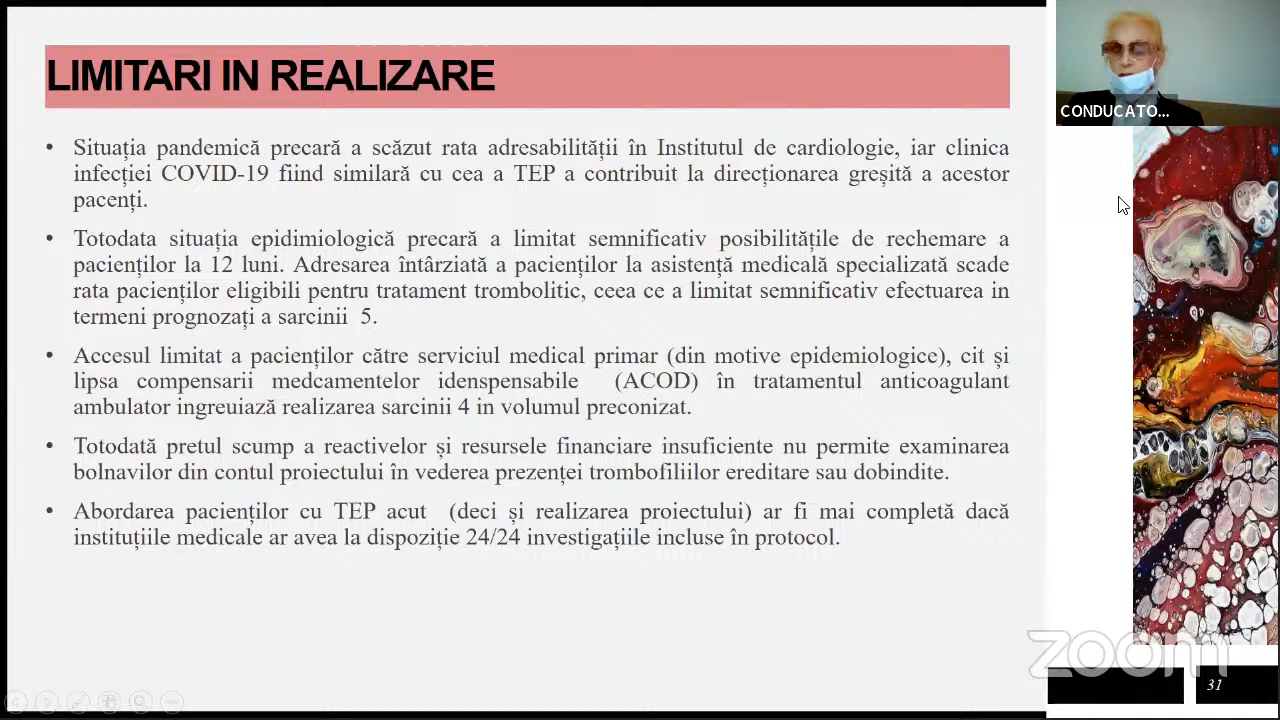 LIMITARI IN REALIZARE
• Situația pandemică precară a scăzut rata adresabilității în Institutul de cardiologie, iar clinica
infecției COVID-19 fiind similară cu cea a TEP a contribuit la direcționarea greșită a acestor
pacenți.
• Totodata situația epidimiologică precară a limitat semnificativ posibilitățile de rechemare a
pacienților la 12 luni. Adresarea întârziată a pacienților la asistență medicală specializată scade
rata pacienților eligibili pentru tratament trombolitic, ceea ce a limitat semnificativ efectuarea in
termeni prognozați a sarcinii 5.
• Accesul limitat a pacienților către serviciul medical primar (din motive epidemiologice), cit și
lipsa compensarii medcamentelor idenspensabile (ACOD) în tratamentul anticoagulant
ambulator ingreuiază realizarea sarcinii 4 in volumul preconizat.
• Totodată pretul scump a reactivelor și resursele financiare insuficiente nu permite examinarea
bolnavilor din contul proiectului în vederea prezenței trombofiliilor ereditare sau dobindite.
• Abordarea pacienților cu TEP acut (deci și realizarea proiectului) ar fi mai completă dacă
instituțiile medicale ar avea la dispoziție 24/24 investigațiile incluse în protocol.
CONDUCATO...
zoom
31